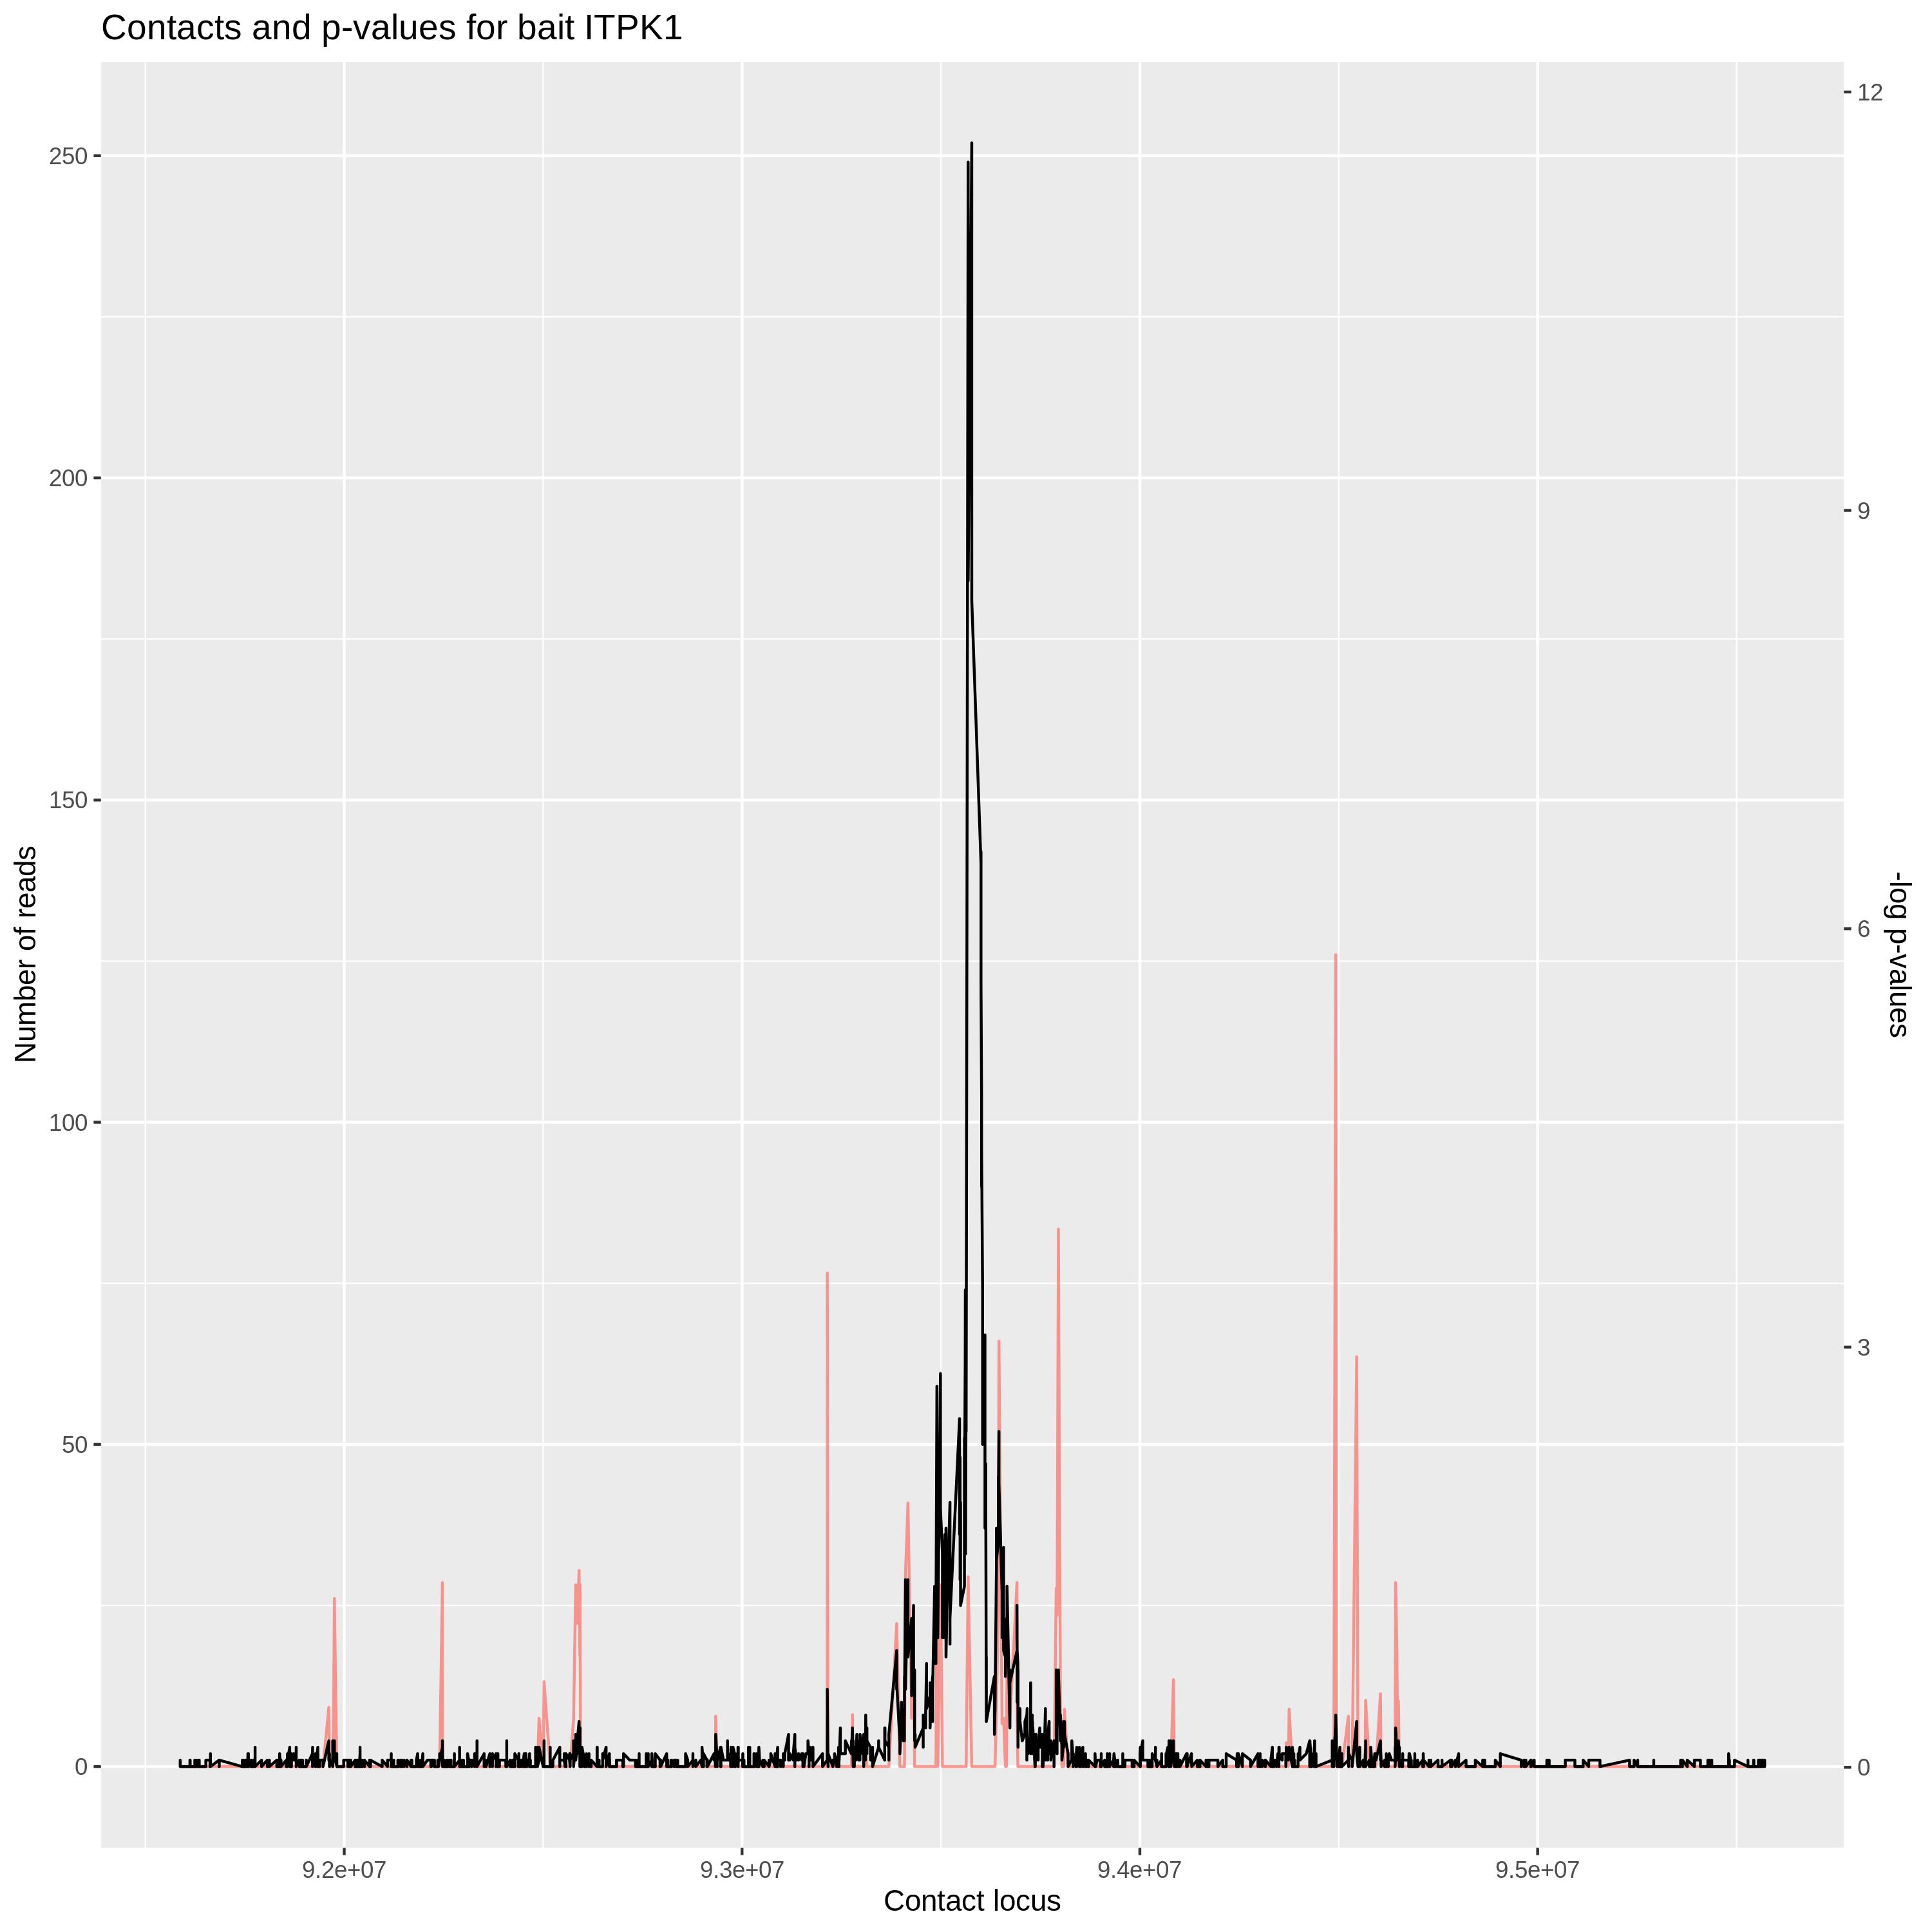 Contacts and p-values for bait ITPK1
250
200
150
100
50
0
Number of reads
12
9
6
3
0
-log p-values
9.2e+07
9.3e+07
9.4e+07
9.5e+07
Contact locus